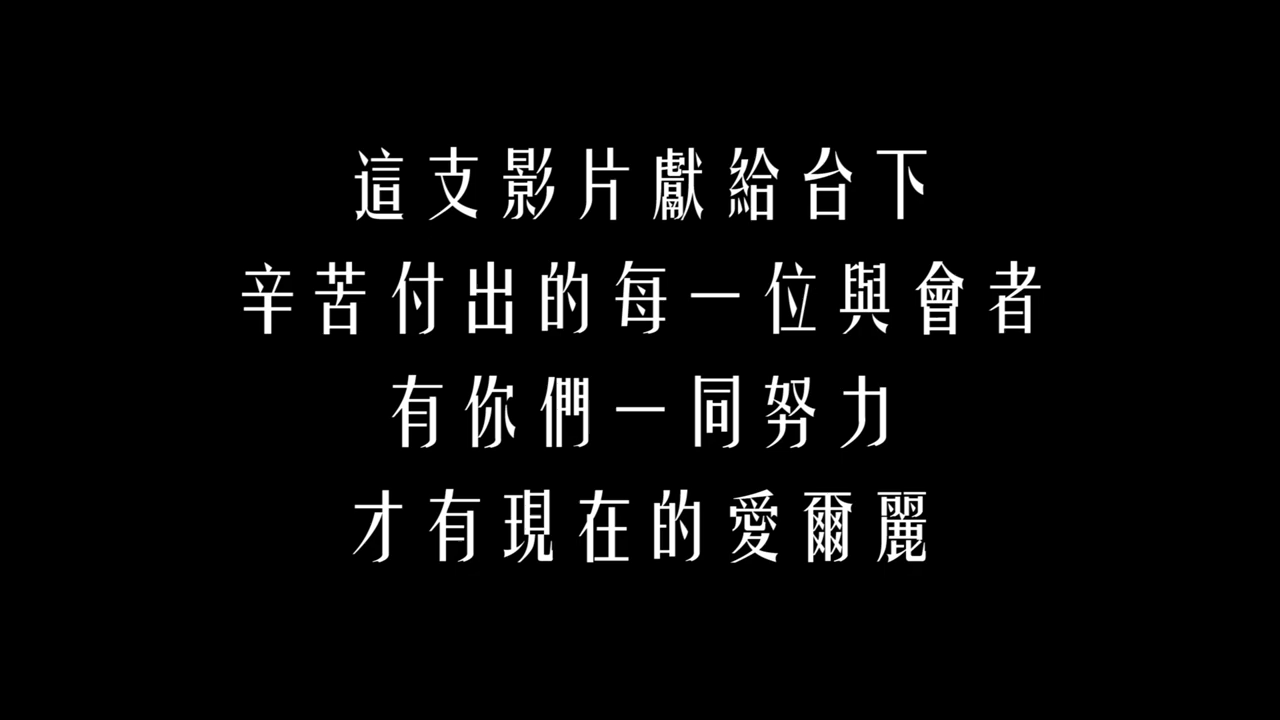 這支影片獻給台下
辛苦付出的每一位與會者
有你們一同努力
才有現在的愛爾麗